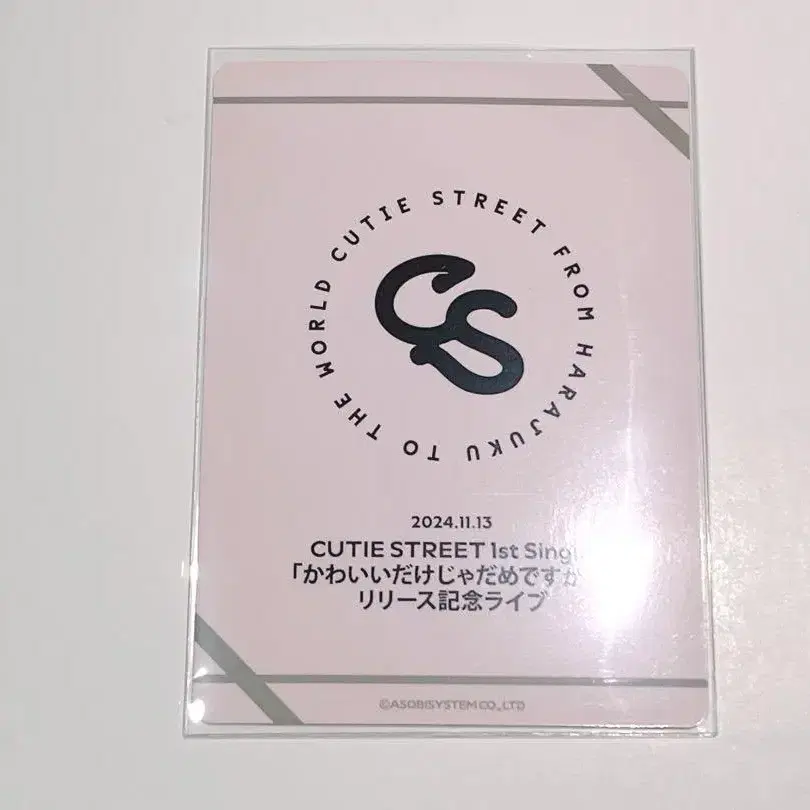 CUTIE STREET FROM HARAJUKU TO THE WORLD
CS
2024.11.13
CUTIE STREET 1st Singl
「かわいいだけじゃだめですか
リリース記念ライブ
©ASOBISYSTEM CO.,LTD